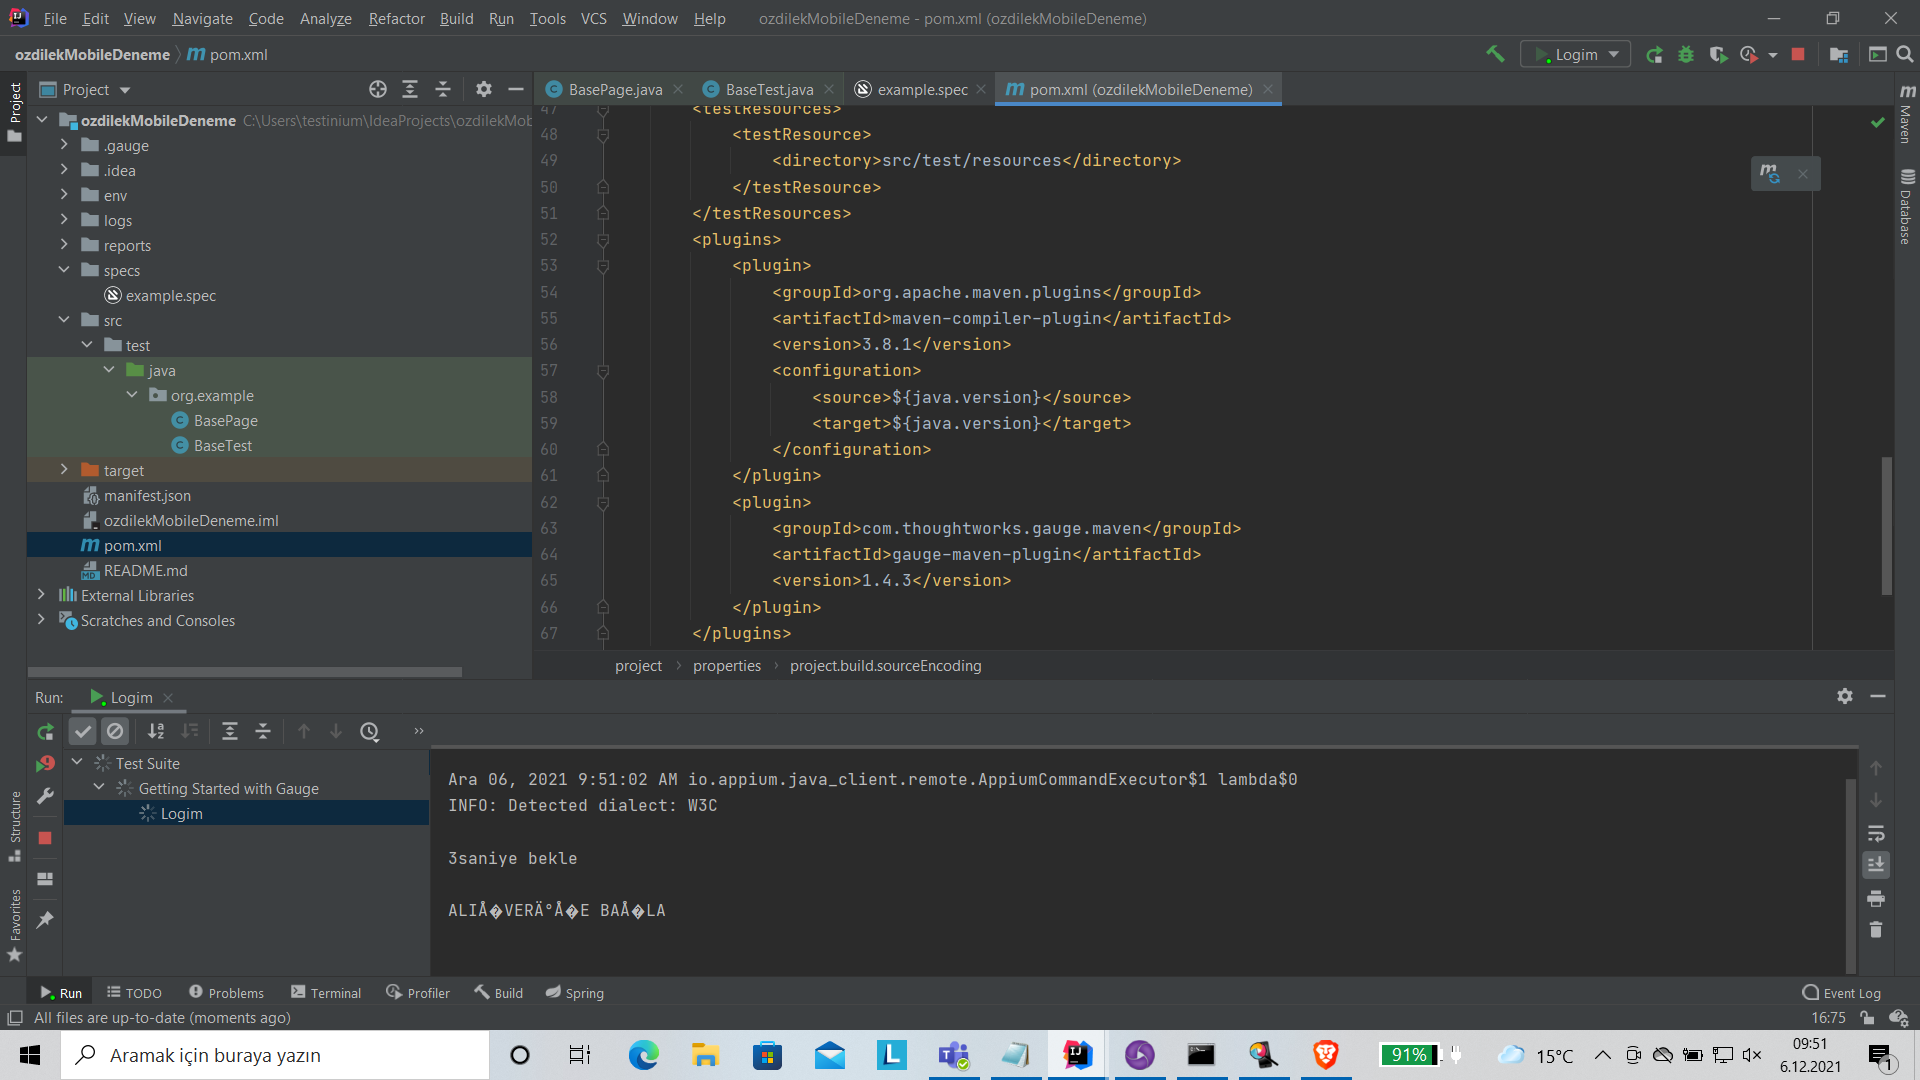 File Edit View Navigate Code Analyze Refactor Build Run Tools VCS Window Help ozdilekMobileDeneme - pom.xml (ozdilekMobileDeneme)
ozdilekMobileDeneme pom.xml Logim
Project
BasePage.java BaseTest.java example.spec pom.xml (ozdilekMobileDeneme)
ozdilekMobileDeneme C:\Users\testinium\IdeaProjects\ozdilekMob
.gauge
.idea
env
logs
reports
specs
example.spec
src
test
java
org.example
BasePage
BaseTest
target
manifest.json
ozdilekMobileDeneme.iml
pom.xml
README.md
External Libraries
Scratches and Consoles
47 <testResources>
48 <testResource>
49 <directory>src/test/resources</directory>
50 </testResource>
51 </testResources>
52 <plugins>
53 <plugin>
54 <groupId>org.apache.maven.plugins</groupId>
55 <artifactId>maven-compiler-plugin</artifactId>
56 <version>3.8.1</version>
57 <configuration>
58 <source>${java.version}</source>
59 <target>${java.version}</target>
60 </configuration>
61 </plugin>
62 <plugin>
63 <groupId>com.thoughtworks.gauge.maven</groupId>
64 <artifactId>gauge-maven-plugin</artifactId>
65 <version>1.4.3</version>
66 </plugin>
67 </plugins>
project properties project.build.sourceEncoding
Project
Structure
Favorites
Maven
Database
Run: Logim
Test Suite
Getting Started with Gauge
Logim
Ara 06, 2021 9:51:02 AM io.appium.java_client.remote.AppiumCommandExecutor$1 lambda$0
INFO: Detected dialect: W3C
3saniye bekle
ALIÅ�VERÄ°Å�E BAÅ�LA
Run TODO Problems Terminal Profiler Build Spring Event Log
All files are up-to-date (moments ago) 16:75
Aramak için buraya yazın
91% 15°C
09:51
6.12.2021
1